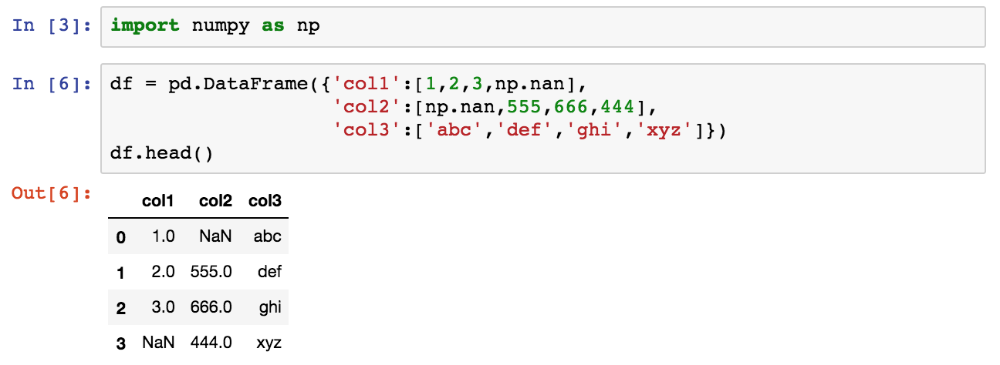 In [3]: import numpy as np
In [6]: df = pd.DataFrame({'col1':[1,2,3,np.nan],
'col2':[np.nan,555,666,444],
'col3':['abc','def','ghi','xyz']})
df.head()
Out[6]:
col1 col2 col3
0 1.0 NaN abc
1 2.0 555.0 def
2 3.0 666.0 ghi
3 NaN 444.0 xyz